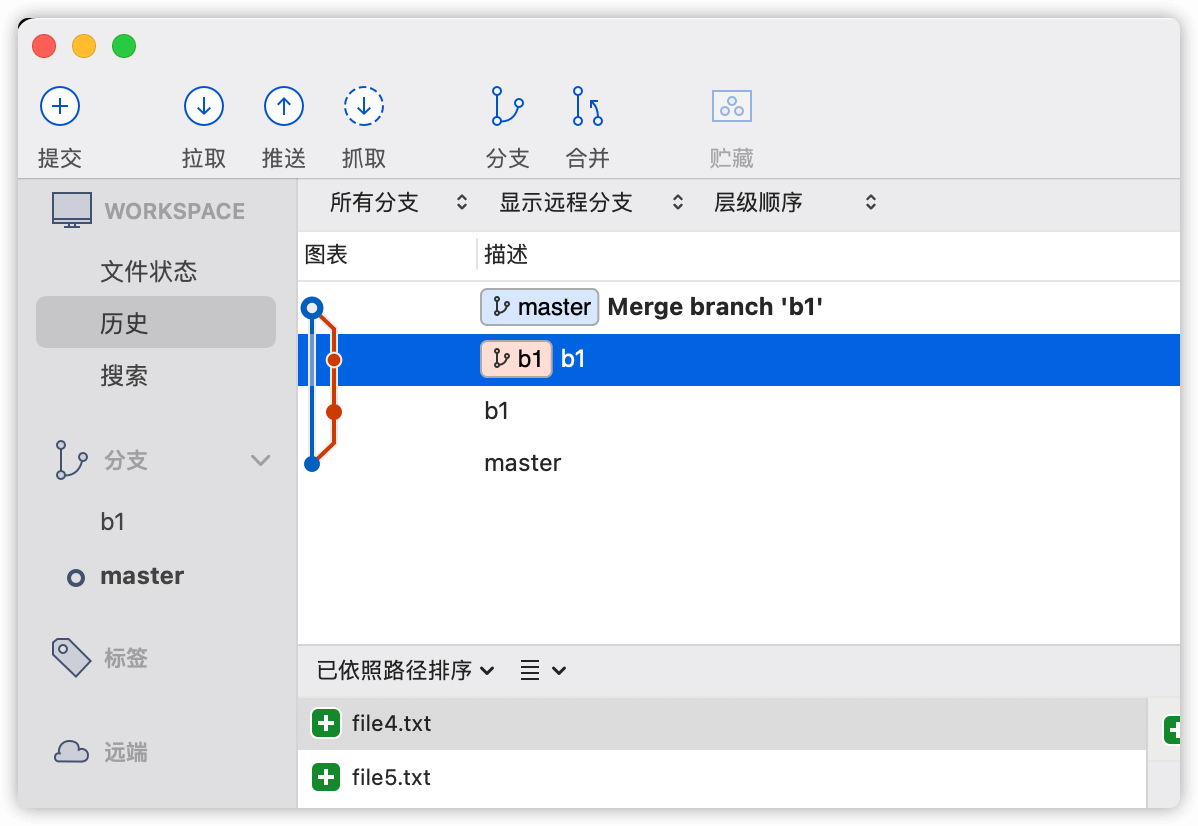 提交 拉取 推送 抓取 分支 合并 贮藏
WORKSPACE
文件状态
历史
搜索
分支
b1
master
标签
远端
所有分支 显示远程分支 层级顺序
图表 描述
master Merge branch 'b1'
b1 b1
b1
master
已依照路径排序
file4.txt
file5.txt